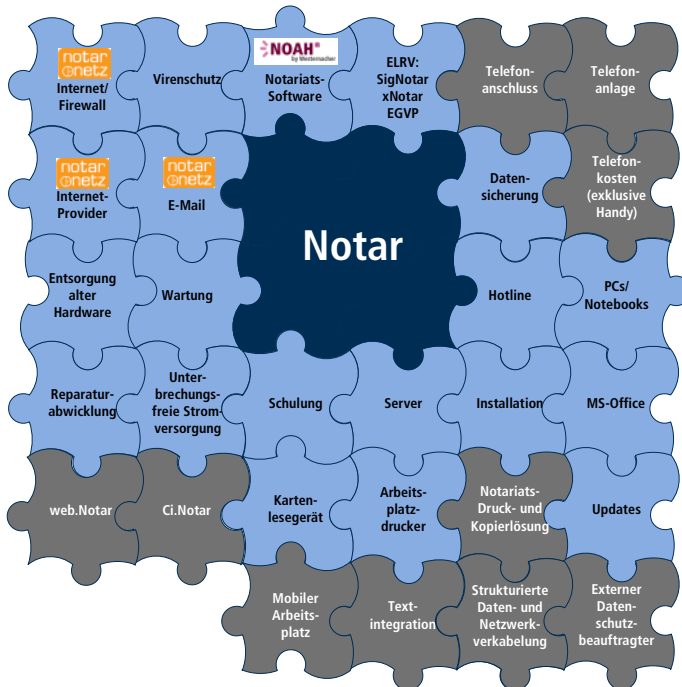 notar
netz
Internet/
Firewall
Virenschutz
NOAH
by Westernacher
Notariats-
Software
ELRV:
SigNotar
xNotar
EGVP
Telefon-
anschluss
Telefon-
anlage
notar
netz
Internet-
Provider
notar
netz
E-Mail
Notar
Daten-
sicherung
Telefon-
kosten
(exklusive
Handy)
Entsorgung
alter
Hardware
Wartung
Hotline
PCs/
Notebooks
Reparatur-
abwicklung
Unter-
brechungs-
freie Strom-
versorgung
Schulung
Server
Installation
MS-Office
web.Notar
Ci.Notar
Karten-
lesegerät
Arbeits-
platz-
drucker
Notariats-
Druck- und
Kopierlösung
Updates
Mobiler
Arbeits-
platz
Text-
integration
Strukturierte
Daten- und
Netzwerk-
verkabelung
Externer
Daten-
schutz-
beauftragter